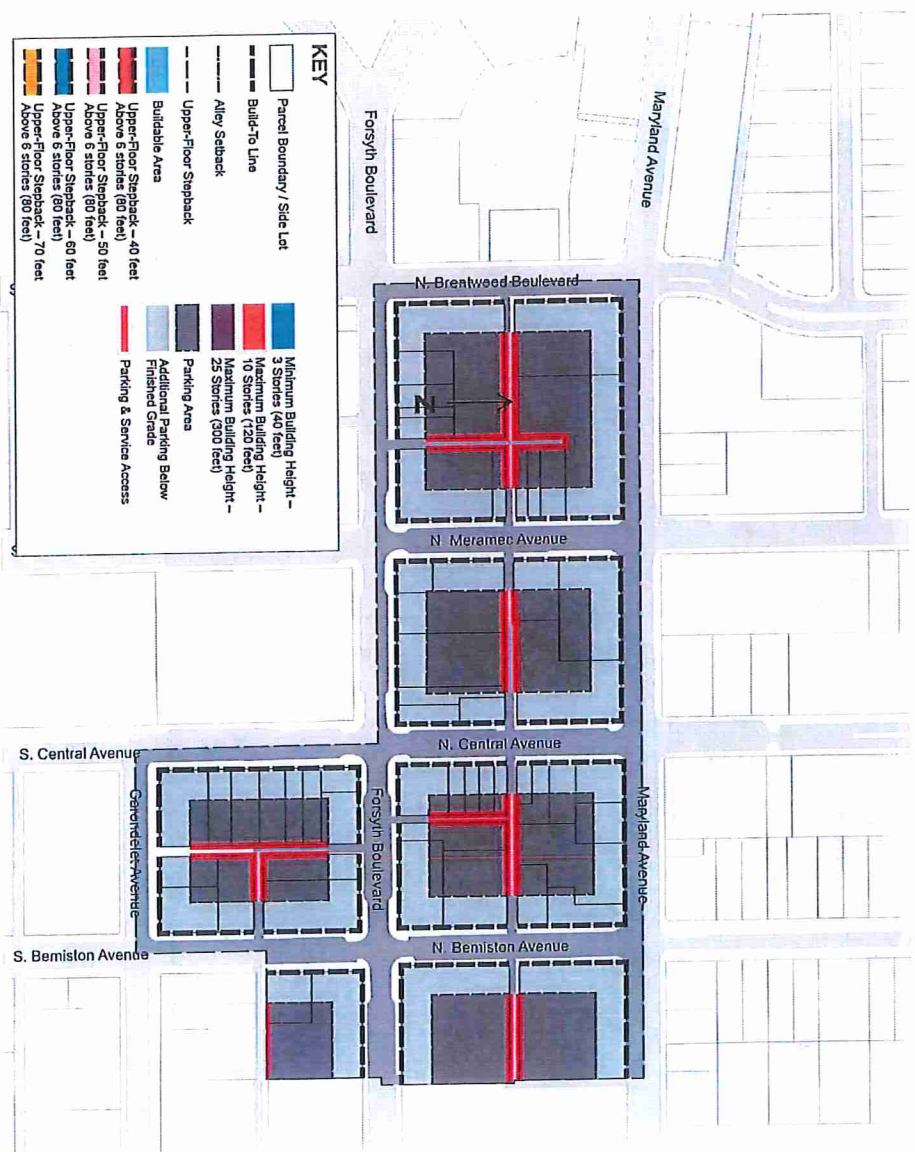 KEY
Parcel Boundary / Side Lot
Build-To Line
Alley Setback
Upper-Floor Stepback
Buildable Area
Upper-Floor Stepback – 40 feet
Above 6 stories (80 feet)
Upper-Floor Stepback – 50 feet
Above 6 stories (80 feet)
Upper-Floor Stepback – 60 feet
Above 6 stories (80 feet)
Upper-Floor Stepback – 70 feet
Above 6 stories (80 feet)
Minimum Building Height –
3 Stories (40 feet)
Maximum Building Height –
10 Stories (120 feet)
Maximum Building Height –
25 Stories (300 feet)
Parking Area
Additional Parking Below
Finished Grade
Parking & Service Access
Forsyth Boulevard
Maryland Avenue
N. Brentwood Boulevard
N
N. Meramec Avenue
S. Central Avenue
N. Central Avenue
Carondelet Avenue
Forsyth Boulevard
Maryland Avenue
S. Bemiston Avenue
N. Bemiston Avenue